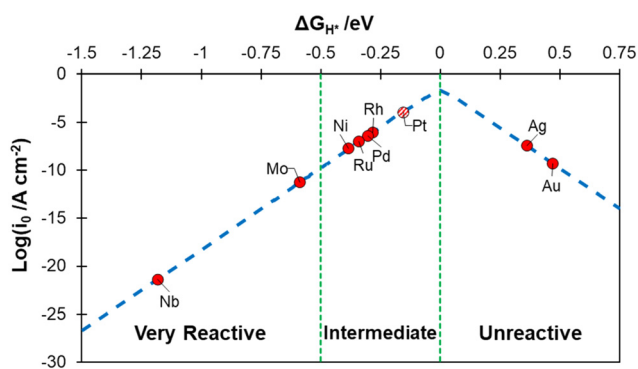 ΔG_H* /eV
-1.5 -1.25 -1 -0.75 -0.5 -0.25 0 0.25 0.5 0.75
Log(i₀ /A cm⁻²)
0
-5
-10
-15
-20
-25
-30
Rh
Pt
Ni
Ag
Ru
Pd
Mo
Au
Nb
Very Reactive Intermediate Unreactive